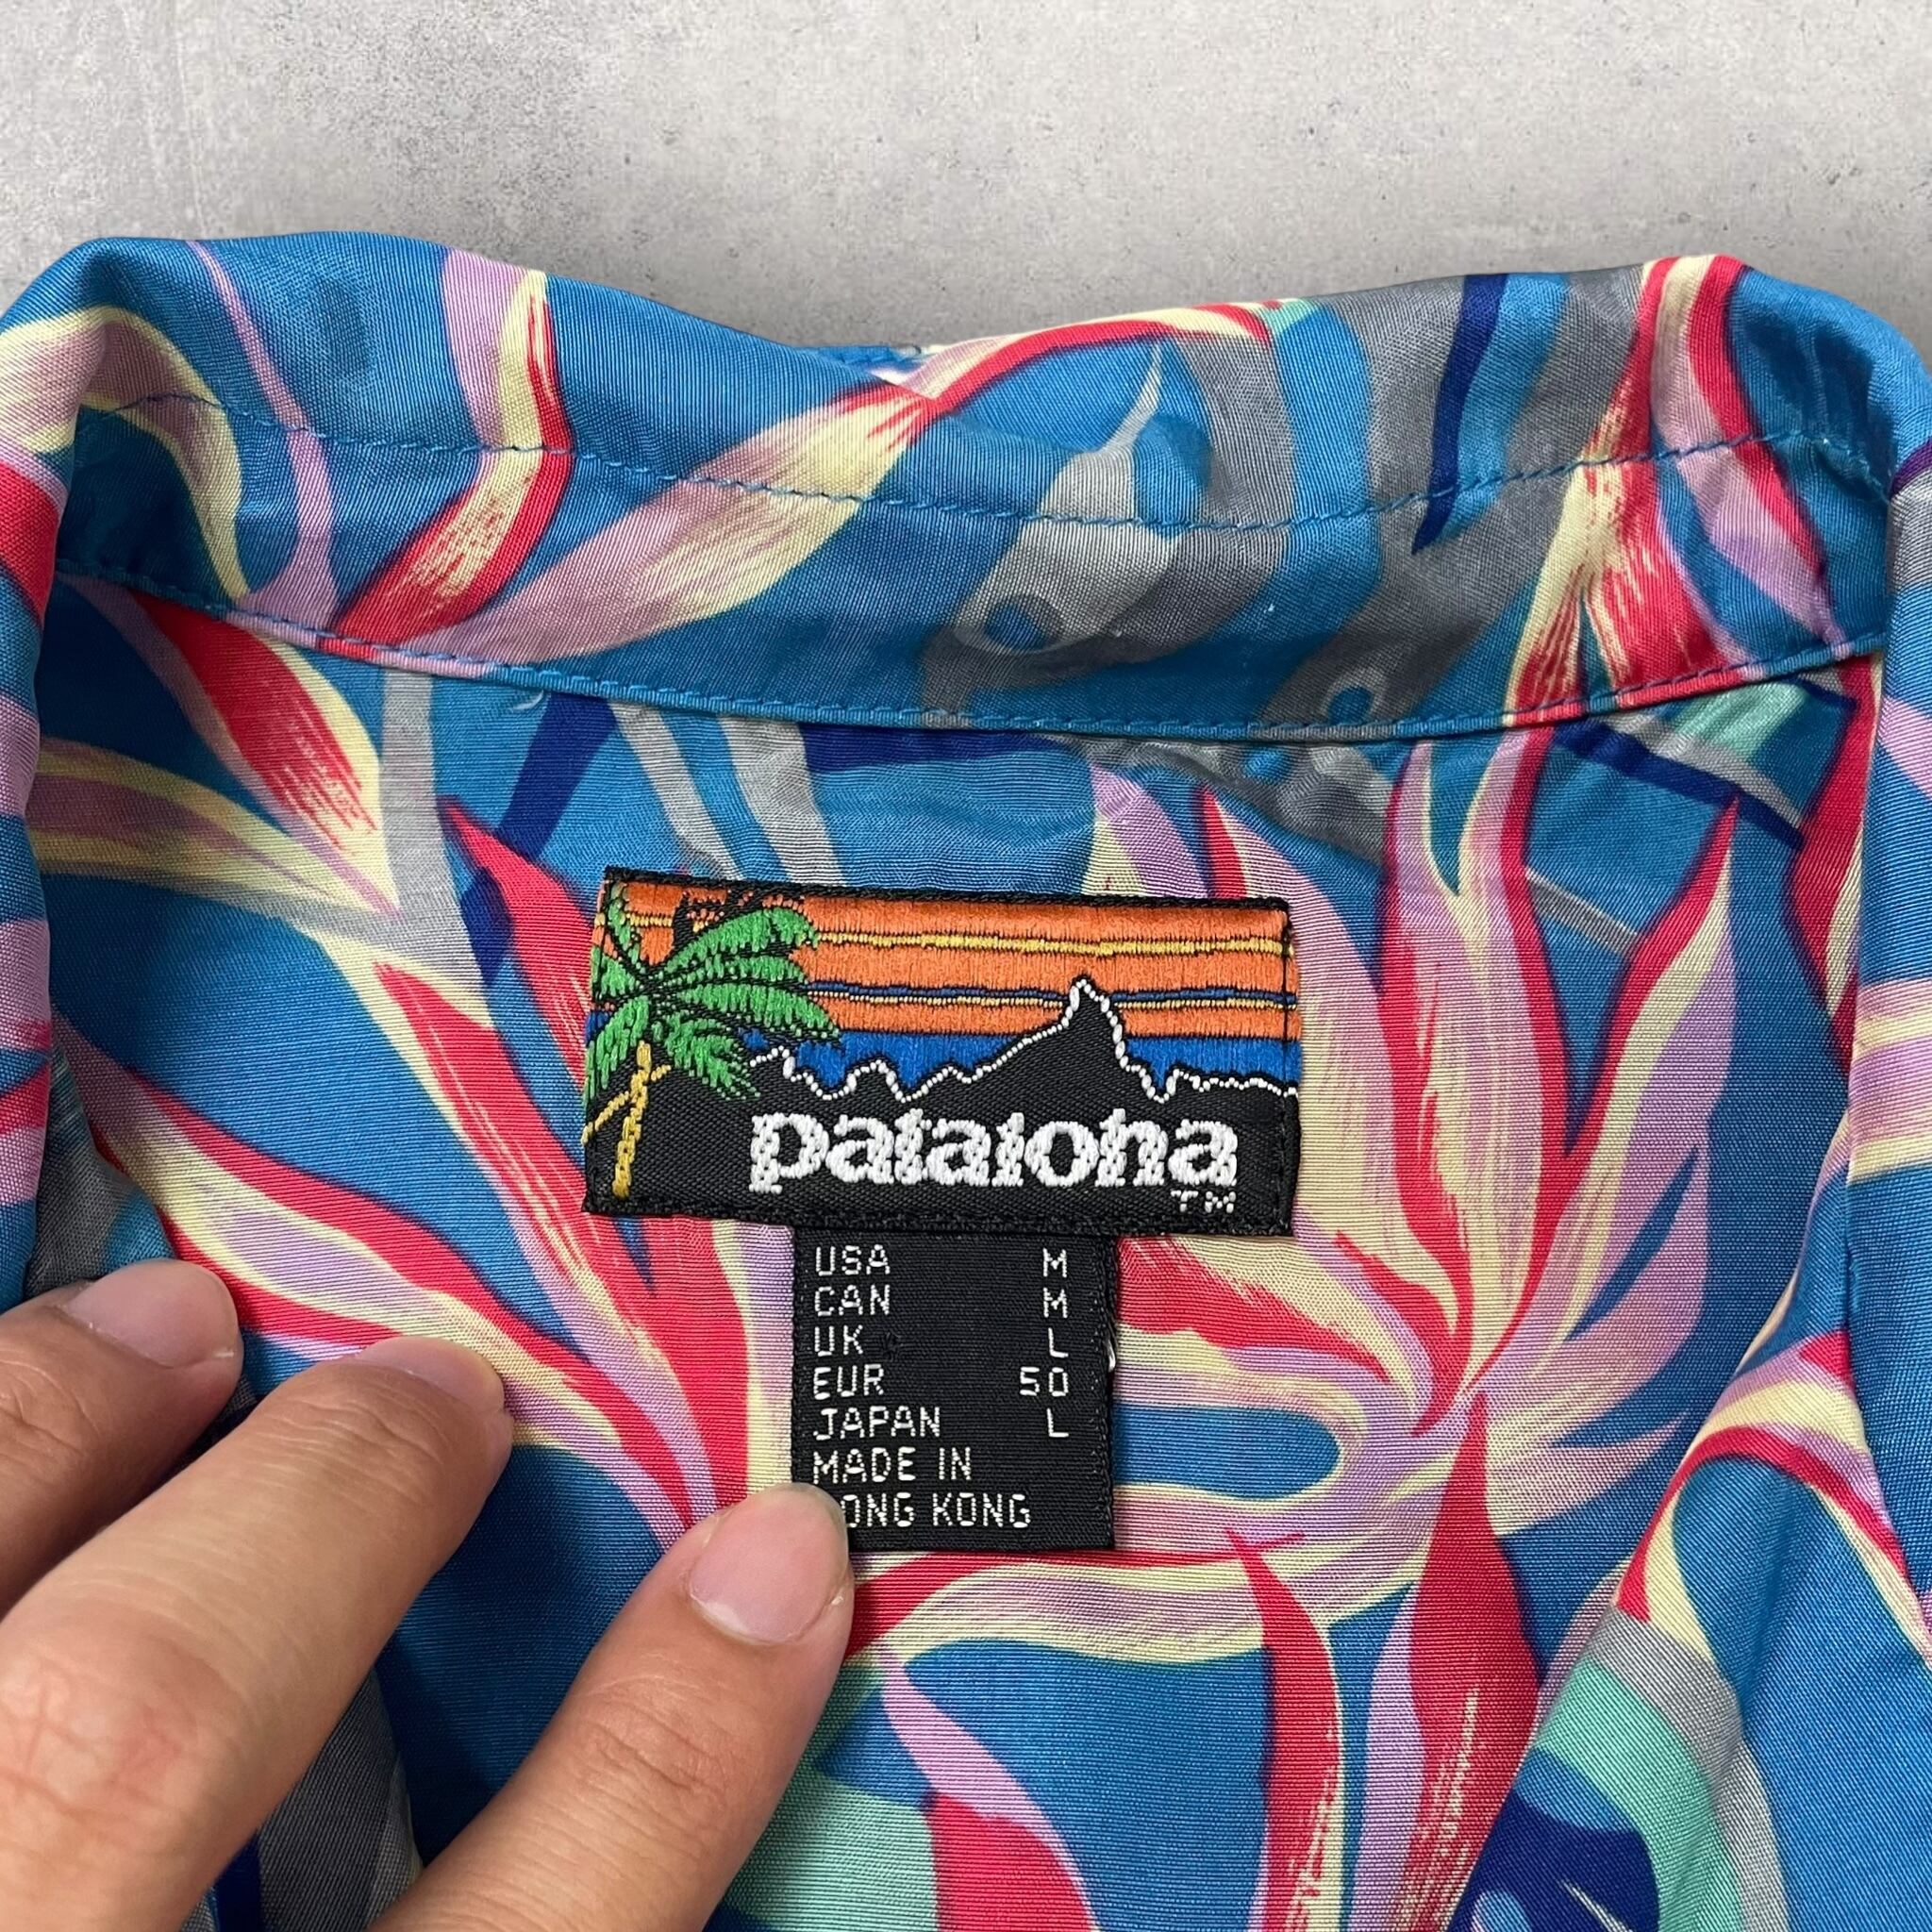 pataloha
TM
USA M
CAN M
UK L
EUR 50
JAPAN L
MADE IN
ONG KONG